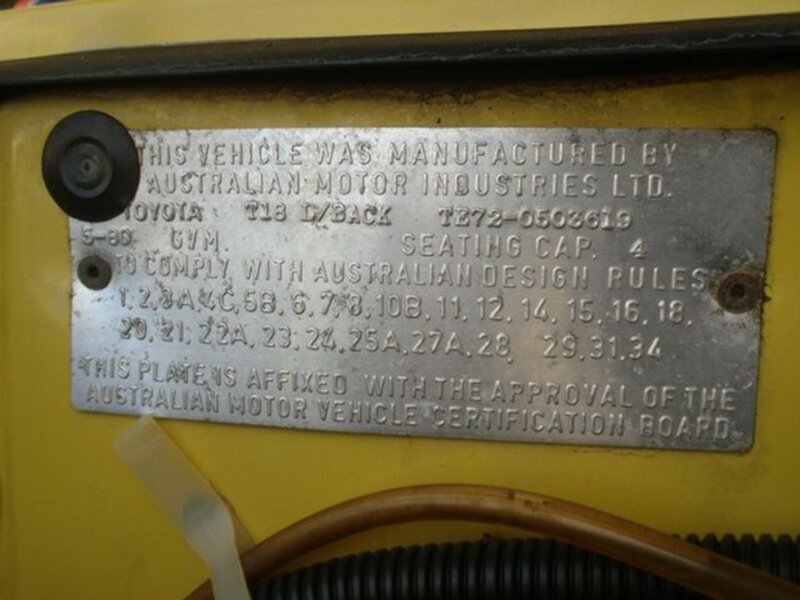 THIS VEHICLE WAS MANUFACTURED BY
AUSTRALIAN MOTOR INDUSTRIES LTD.
TOYOTA T18 L/BACK TE72-0503619
5-80 GVM. SEATING CAP. 4
TO COMPLY WITH AUSTRALIAN DESIGN RULES
1, 2, 3A, 4C, 5B, 6, 7, 8, 10B, 11, 12, 14, 15, 16, 18,
20, 21, 22A, 23, 24, 25A, 27A, 28, 29, 31, 34
THIS PLATE IS AFFIXED WITH THE APPROVAL OF THE
AUSTRALIAN MOTOR VEHICLE CERTIFICATION BOARD